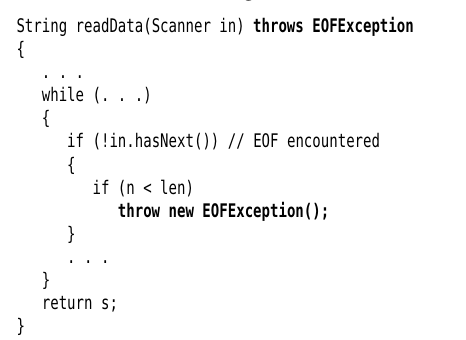 String readData(Scanner in) throws EOFException
{
   . . .
   while (. . .)
   {
      if (!in.hasNext()) // EOF encountered
      {
         if (n < len)
            throw new EOFException();
      }
      . . .
   }
   return s;
}